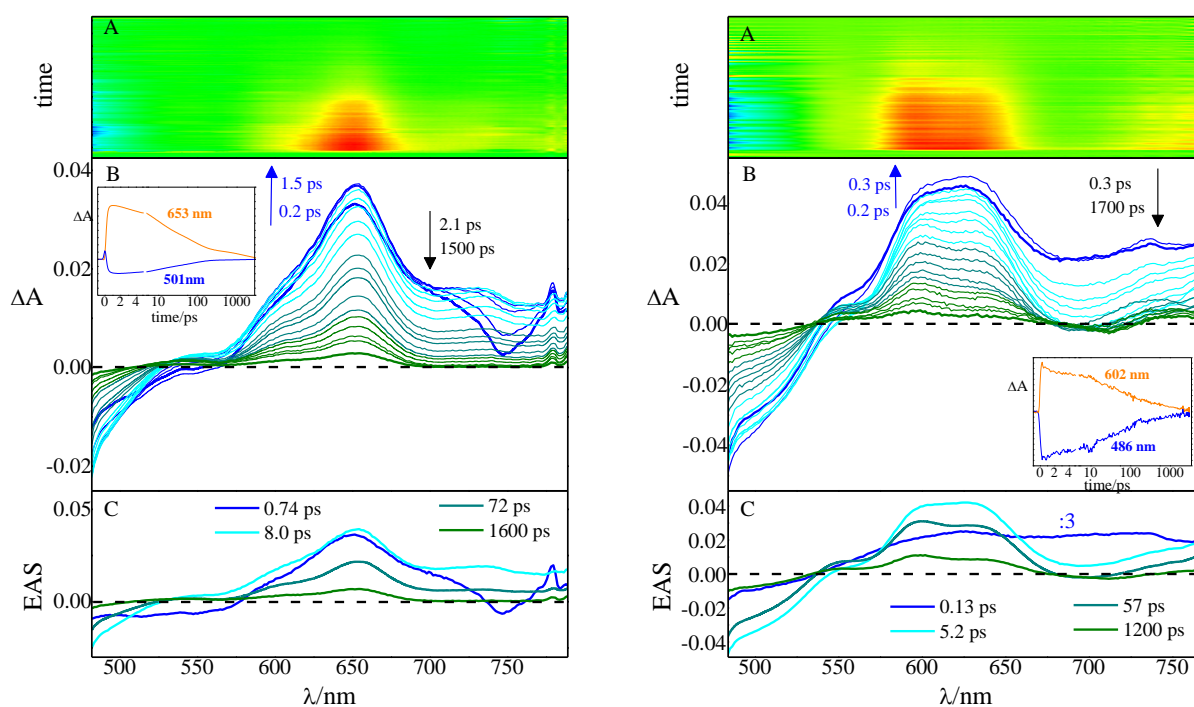 A
time
B
0.04
0.02
0.00
-0.02
ΔA
ΔA
653 nm
501nm
0 2 4 10 100 1000
time/ps
1.5 ps
0.2 ps
2.1 ps
1500 ps
C
0.05
0.00
EAS
0.74 ps
8.0 ps
72 ps
1600 ps
500 550 600 650 700 750
λ/nm
A
time
B
0.04
0.02
0.00
-0.02
-0.04
ΔA
0.3 ps
0.2 ps
0.3 ps
1700 ps
ΔA
602 nm
486 nm
0 2 4 10 100 1000
time/ps
C
0.04
0.02
0.00
-0.02
-0.04
EAS
:3
0.13 ps
5.2 ps
57 ps
1200 ps
500 550 600 650 700 750
λ/nm